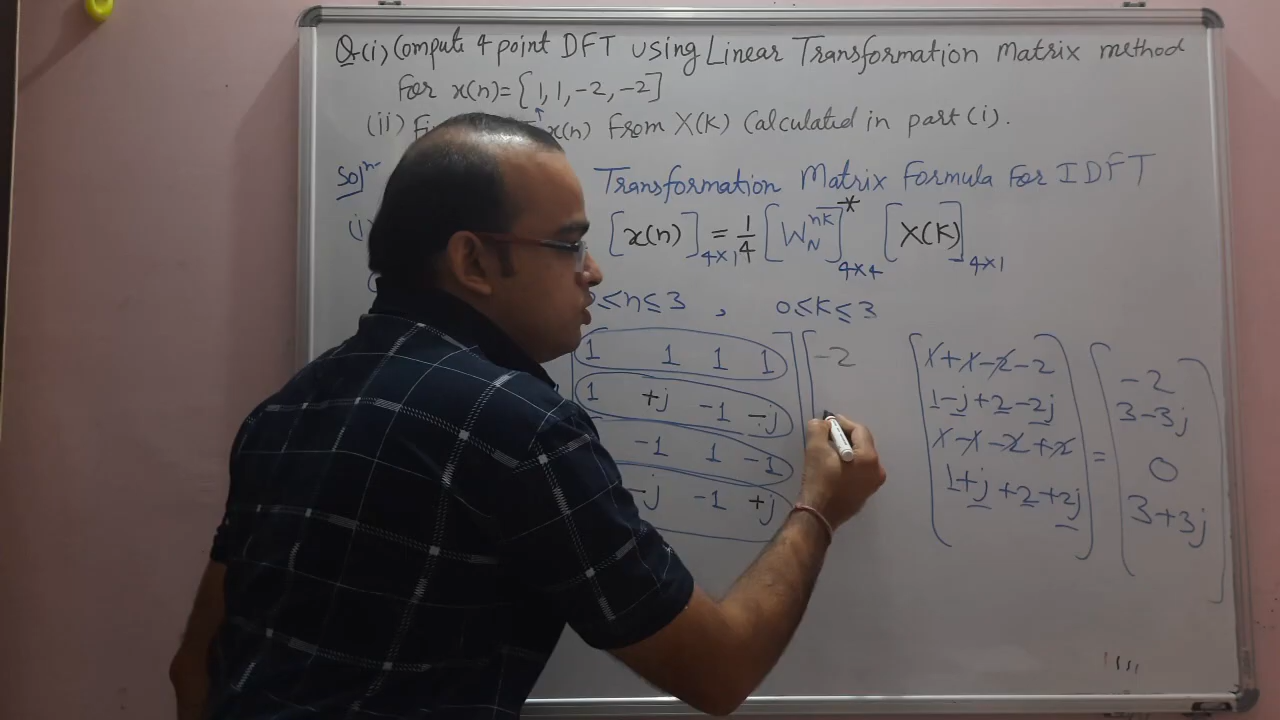 Q (i) Compute 4 point DFT using Linear Transformation Matrix method
For x(n) = { 1, 1, -2, -2 ]
↑
(ii) x(n) From X(K) Calculated in part (i).
Solⁿ-
Transformation Matrix Formula For IDFT
[x(n)]4×1 = 1/4 [W_N^nk]*4×4 [X(K)]4×1
≤n≤3 , 0≤K≤3
1 1 1 1 ] [ -2
1 +j -1 -j
-1 1 -1
-j -1 +j
[ 1+1-2-2
1-j+2-2j
1-1-2+2
1+j+2+2j ]
= [ -2
3-3j
0
3+3j ]